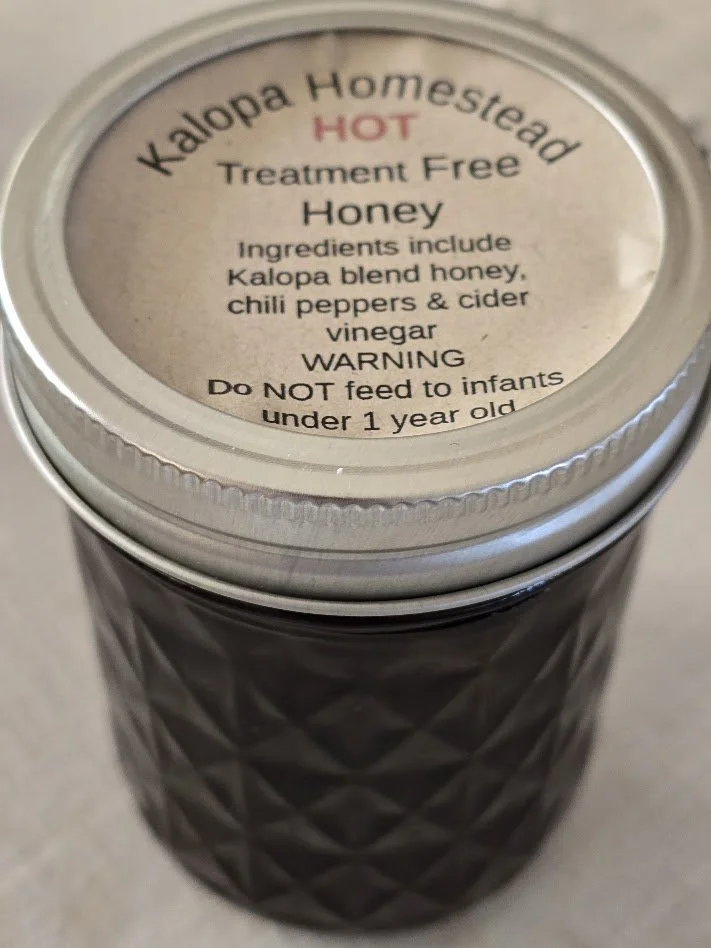 Kalopa Homestead
HOT
Treatment Free
Honey
Ingredients include
Kalopa blend honey,
chili peppers & cider
vinegar
WARNING
Do NOT feed to infants
under 1 year old